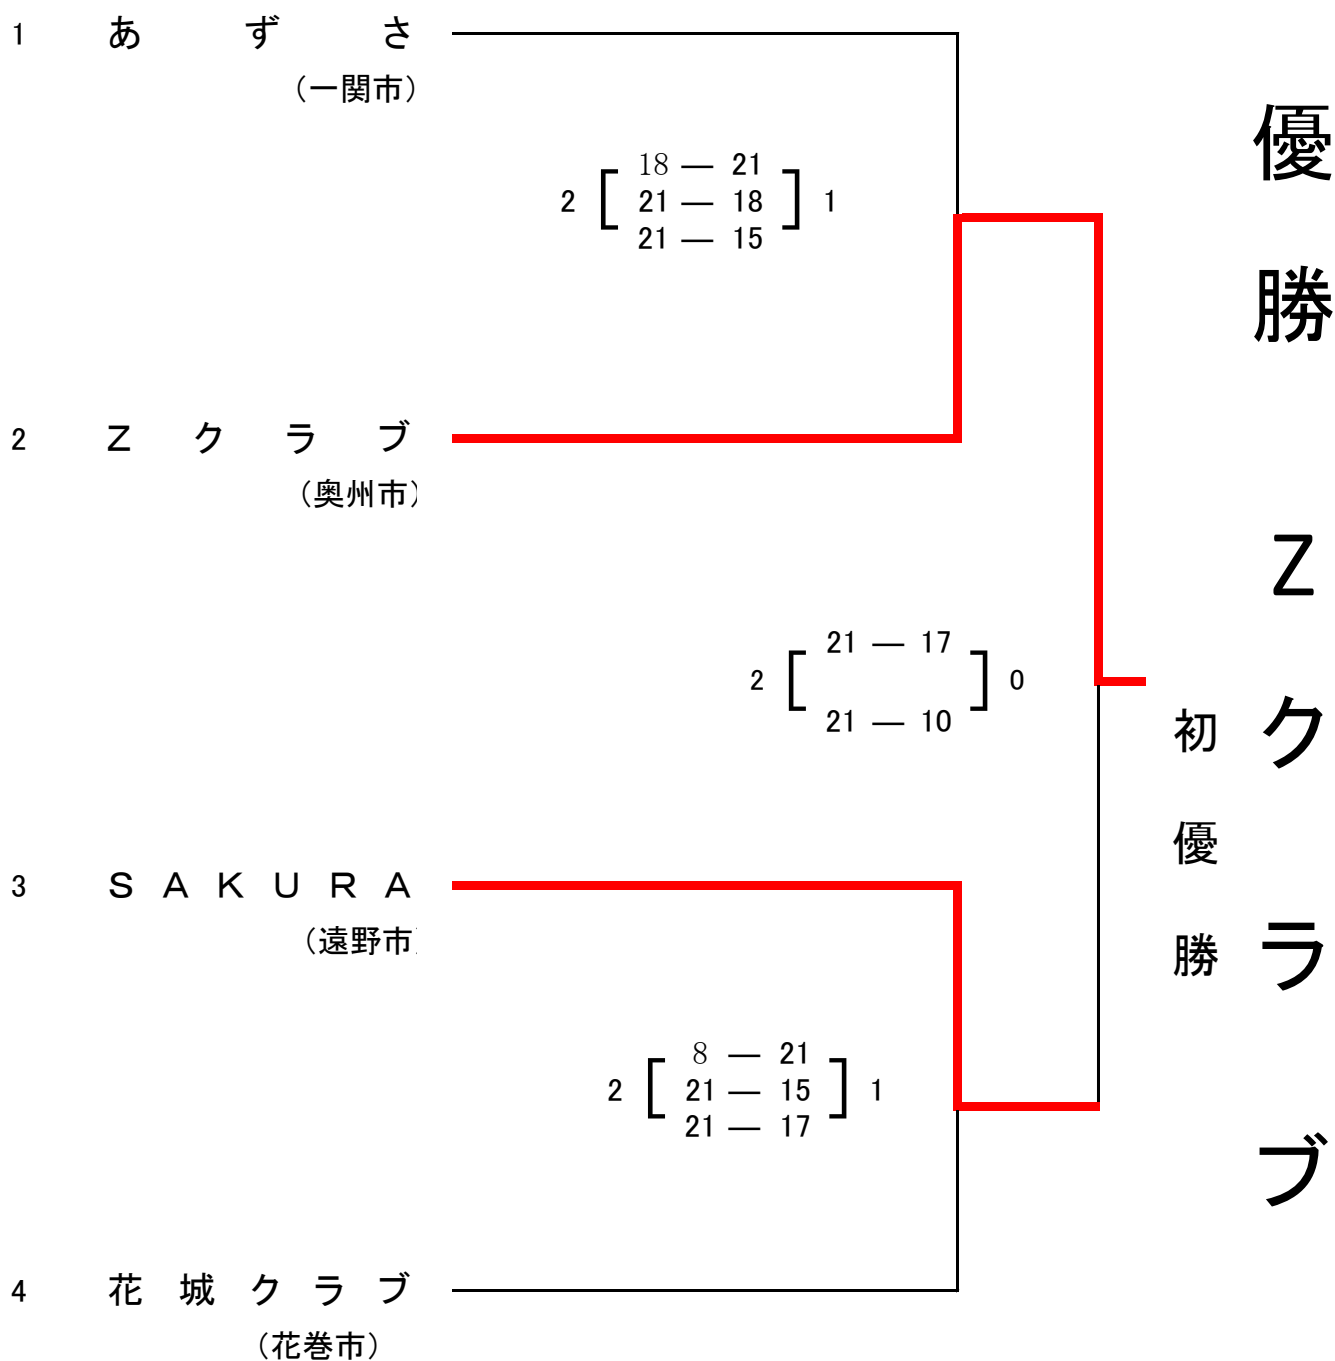 1 あずさ
(一関市)
18 — 21
2 [ 21 — 18 ] 1
21 — 15
2 Zクラブ
(奥州市)
21 — 17
2 [ ] 0
21 — 10
3 SAKURA
(遠野市)
8 — 21
2 [ 21 — 15 ] 1
21 — 17
4 花城クラブ
(花巻市)
優勝 Zクラブ
初優勝